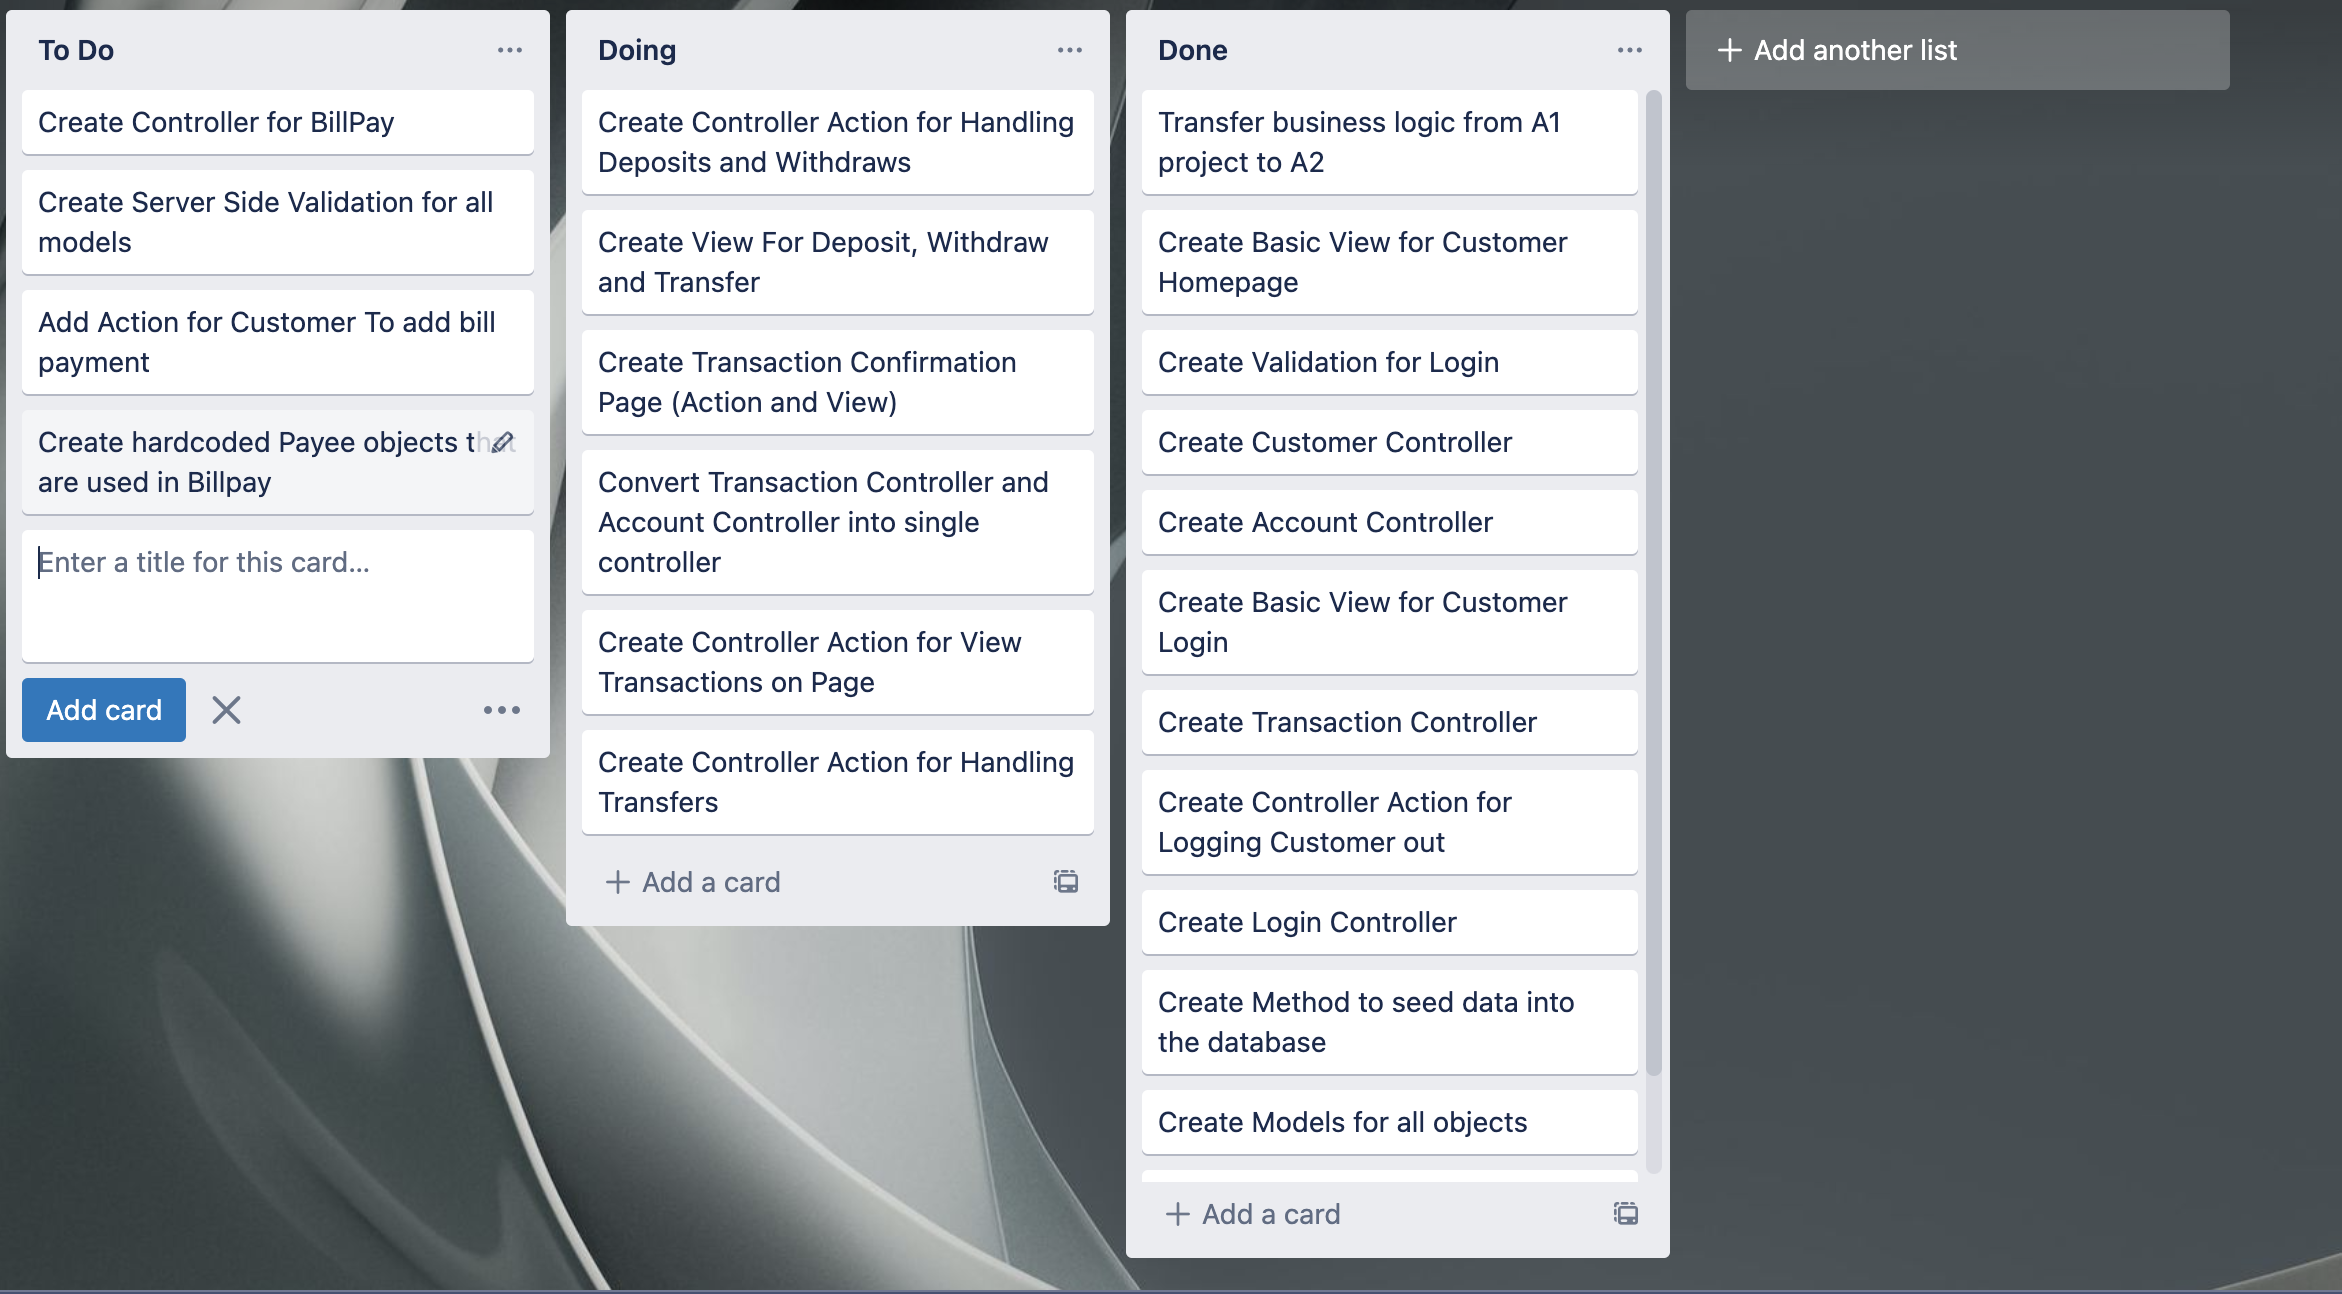 To Do
Create Controller for BillPay
Create Server Side Validation for all
models
Add Action for Customer To add bill
payment
Create hardcoded Payee objects that
are used in Billpay
Enter a title for this card...
Add card
Doing
Create Controller Action for Handling
Deposits and Withdraws
Create View For Deposit, Withdraw
and Transfer
Create Transaction Confirmation
Page (Action and View)
Convert Transaction Controller and
Account Controller into single
controller
Create Controller Action for View
Transactions on Page
Create Controller Action for Handling
Transfers
+ Add a card
Done
Transfer business logic from A1
project to A2
Create Basic View for Customer
Homepage
Create Validation for Login
Create Customer Controller
Create Account Controller
Create Basic View for Customer
Login
Create Transaction Controller
Create Controller Action for
Logging Customer out
Create Login Controller
Create Method to seed data into
the database
Create Models for all objects
+ Add a card
+ Add another list